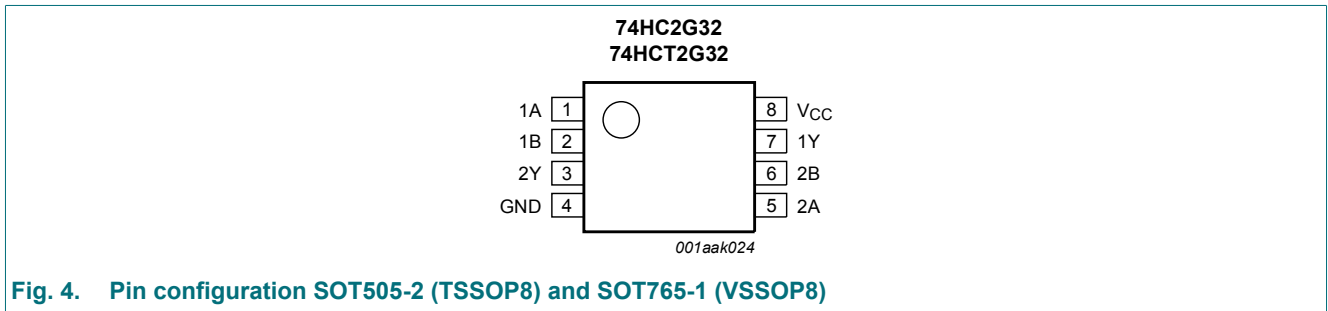 74HC2G32
74HCT2G32
1A 1 8 VCC
1B 2 7 1Y
2Y 3 6 2B
GND 4 5 2A
001aak024
Fig. 4. Pin configuration SOT505-2 (TSSOP8) and SOT765-1 (VSSOP8)